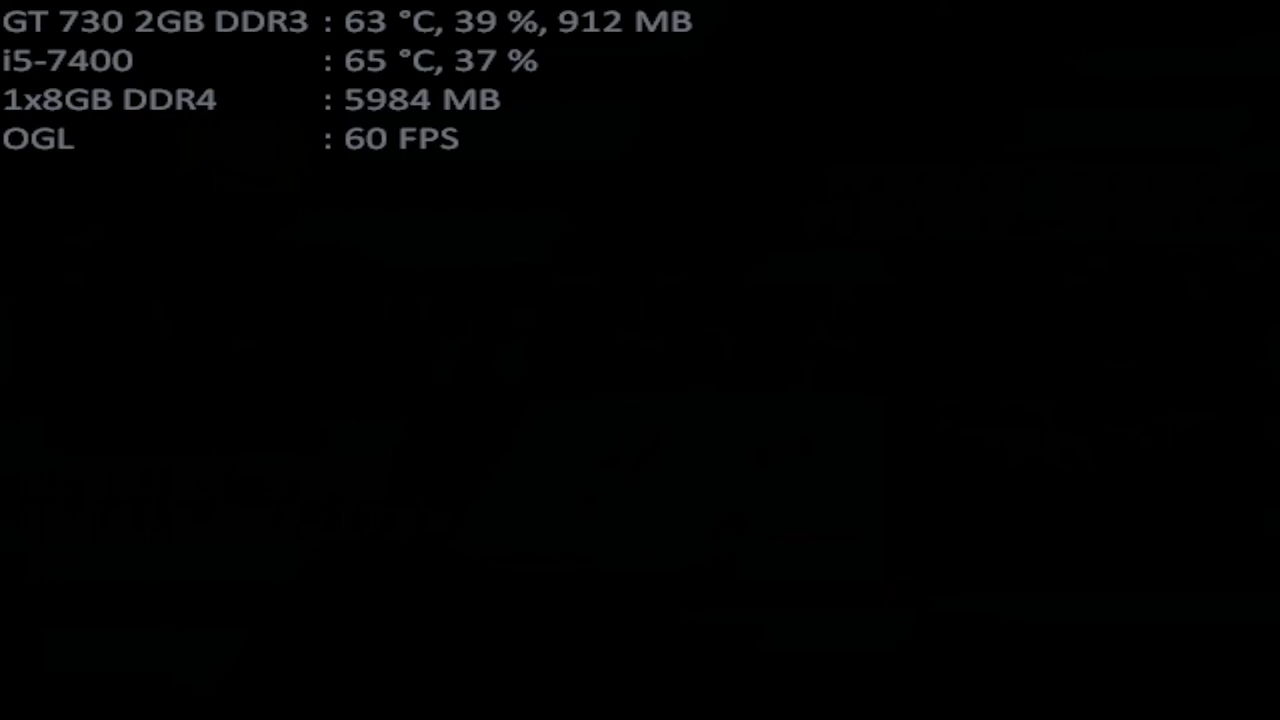 GT 730 2GB DDR3 : 63 °C, 39 %, 912 MB
i5-7400 : 65 °C, 37 %
1x8GB DDR4 : 5984 MB
OGL : 60 FPS